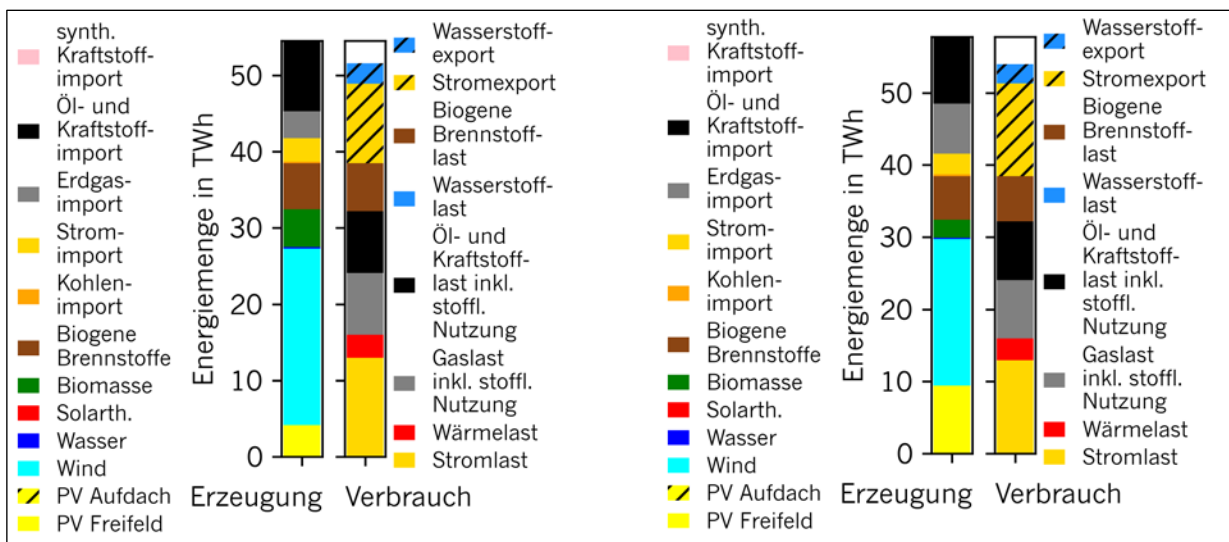 synth.
Kraftstoff-
import
Öl- und
Kraftstoff-
import
Erdgas-
import
Strom-
import
Kohlen-
import
Biogene
Brennstoffe
Biomasse
Solarth.
Wasser
Wind
PV Aufdach
PV Freifeld
Energiemenge in TWh
50
40
30
20
10
0
Erzeugung
Verbrauch
Wasserstoff-
export
Stromexport
Biogene
Brennstoff-
last
Wasserstoff-
last
Öl- und
Kraftstoff-
last inkl.
stoffl.
Nutzung
Gaslast
inkl. stoffl.
Nutzung
Wärmelast
Stromlast
synth.
Kraftstoff-
import
Öl- und
Kraftstoff-
import
Erdgas-
import
Strom-
import
Kohlen-
import
Biogene
Brennstoffe
Biomasse
Solarth.
Wasser
Wind
PV Aufdach
PV Freifeld
Energiemenge in TWh
50
40
30
20
10
0
Erzeugung
Verbrauch
Wasserstoff-
export
Stromexport
Biogene
Brennstoff-
last
Wasserstoff-
last
Öl- und
Kraftstoff-
last inkl.
stoffl.
Nutzung
Gaslast
inkl. stoffl.
Nutzung
Wärmelast
Stromlast